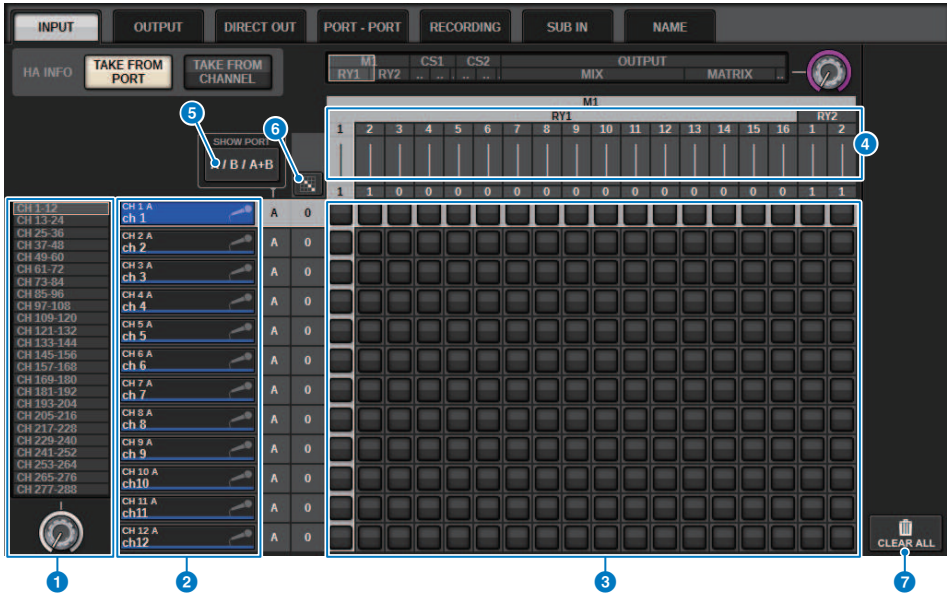 INPUT OUTPUT DIRECT OUT PORT - PORT RECORDING SUB IN NAME
HA INFO TAKE FROM PORT TAKE FROM CHANNEL
M1 CS1 CS2 OUTPUT
RY1 RY2 .. .. .. .. MIX MATRIX ..
M1
RY1 RY2
1 2 3 4 5 6 7 8 9 10 11 12 13 14 15 16 1 2
4
5
6
SHOW PORT
A / B / A+B
1 1 0 0 0 0 0 0 0 0 0 0 0 0 0 0 1 1
CH 1-12
CH 13-24
CH 25-36
CH 37-48
CH 49-60
CH 61-72
CH 73-84
CH 85-96
CH 97-108
CH 109-120
CH 121-132
CH 133-144
CH 145-156
CH 157-168
CH 169-180
CH 181-192
CH 193-204
CH 205-216
CH 217-228
CH 229-240
CH 241-252
CH 253-264
CH 265-276
CH 277-288
CH 1 A
ch 1 A 0
CH 2 A
ch 2 A 0
CH 3 A
ch 3 A 0
CH 4 A
ch 4 A 0
CH 5 A
ch 5 A 0
CH 6 A
ch 6 A 0
CH 7 A
ch 7 A 0
CH 8 A
ch 8 A 0
CH 9 A
ch 9 A 0
CH 10 A
ch10 A 0
CH 11 A
ch11 A 0
CH 12 A
ch12 A 0
CLEAR ALL
1 2 3 7